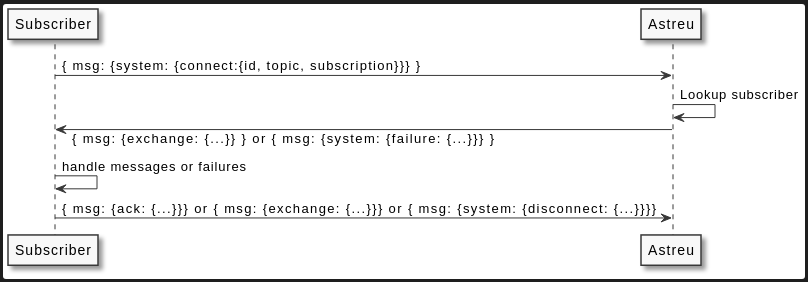 Subscriber Astreu
{ msg: {system: {connect:{id, topic, subscription}}} }
Lookup subscriber
{ msg: {exchange: {...}} } or { msg: {system: {failure: {...}}} }
handle messages or failures
{ msg: {ack: {...}}} or { msg: {exchange: {...}}} or { msg: {system: {disconnect: {...}}}}
Subscriber Astreu